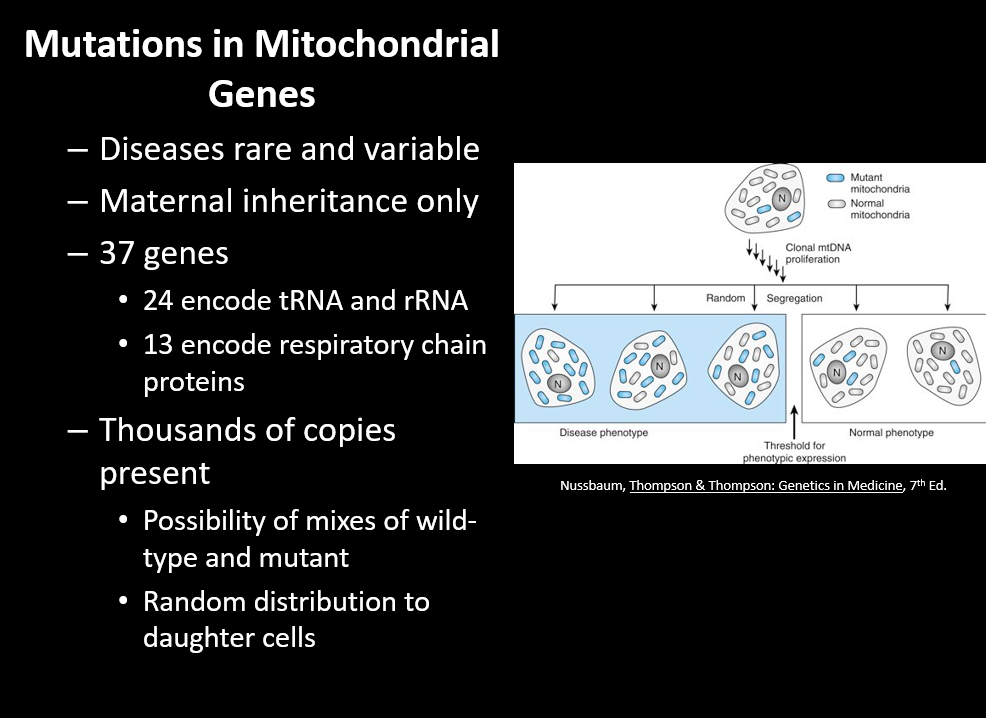 Mutations in Mitochondrial
Genes
– Diseases rare and variable
– Maternal inheritance only
– 37 genes
• 24 encode tRNA and rRNA
• 13 encode respiratory chain
proteins
– Thousands of copies
present
• Possibility of mixes of wild-
type and mutant
• Random distribution to
daughter cells
N
Mutant
mitochondria
Normal
mitochondria
Clonal mtDNA
proliferation
Random Segregation
N
N
N
N
N
Disease phenotype
Normal phenotype
Threshold for
phenotypic expression
Nussbaum, Thompson & Thompson: Genetics in Medicine, 7th Ed.